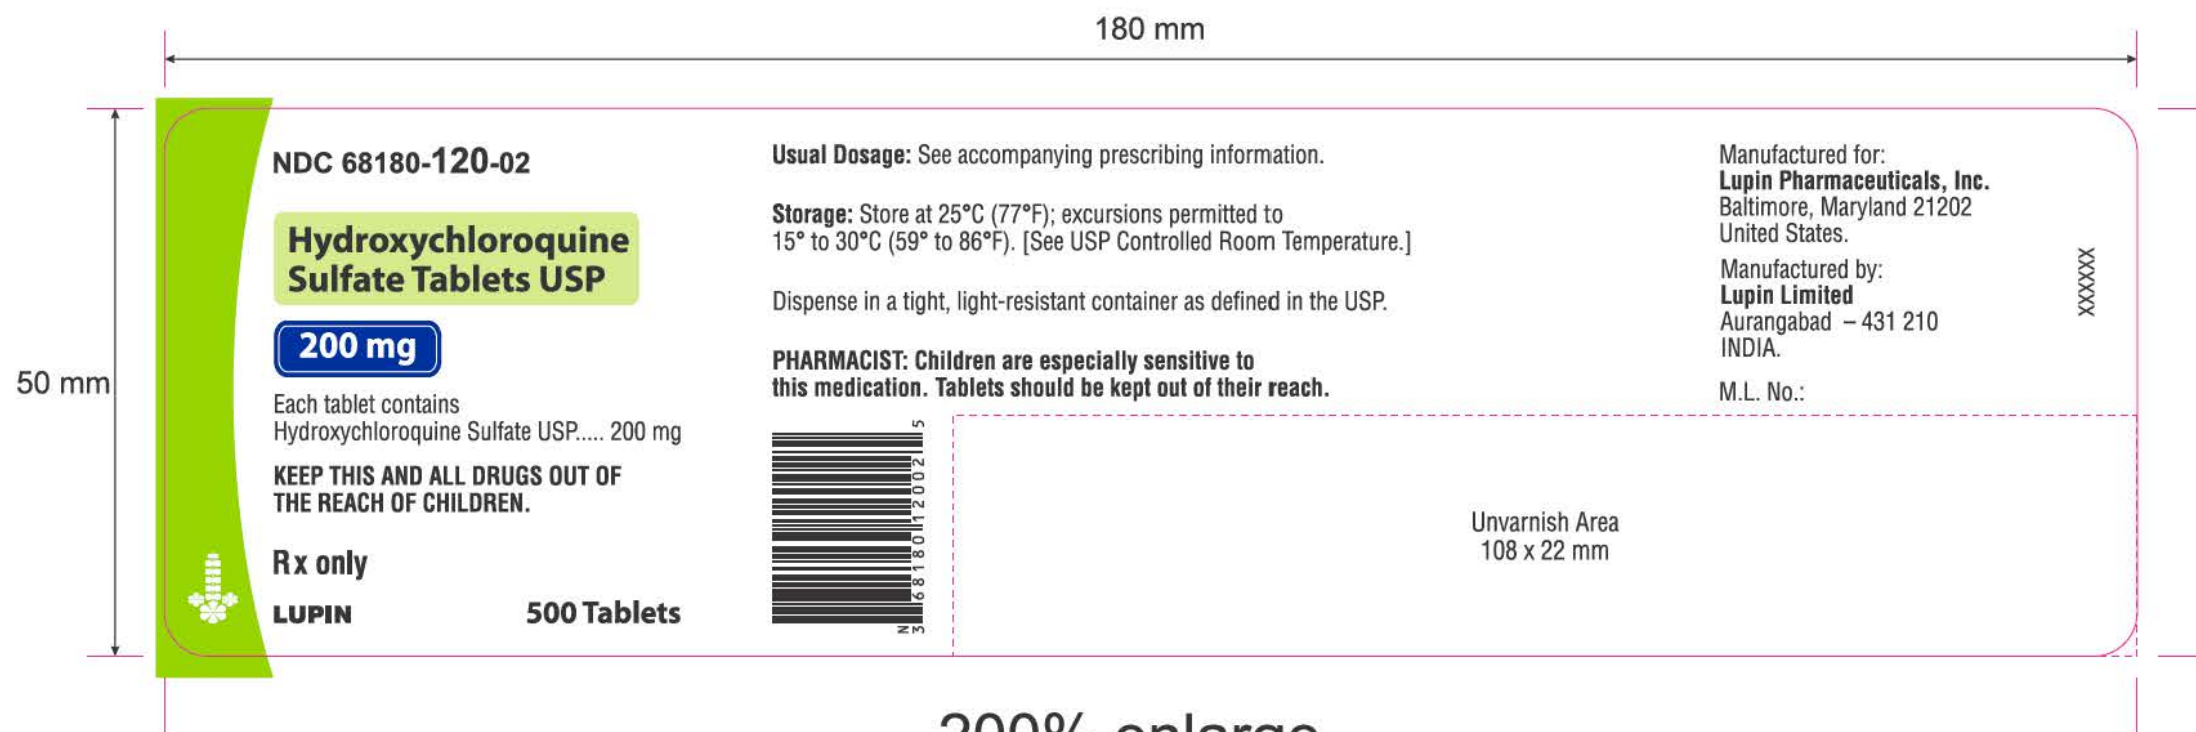 180 mm
50 mm
NDC 68180-120-02
Hydroxychloroquine
Sulfate Tablets USP
200 mg
Each tablet contains
Hydroxychloroquine Sulfate USP..... 200 mg
KEEP THIS AND ALL DRUGS OUT OF
THE REACH OF CHILDREN.
Rx only
LUPIN
500 Tablets
Usual Dosage: See accompanying prescribing information.
Storage: Store at 25°C (77°F); excursions permitted to
15° to 30°C (59° to 86°F). [See USP Controlled Room Temperature.]
Dispense in a tight, light-resistant container as defined in the USP.
PHARMACIST: Children are especially sensitive to
this medication. Tablets should be kept out of their reach.
N
3 68180 12002 5
Manufactured for:
Lupin Pharmaceuticals, Inc.
Baltimore, Maryland 21202
United States.
Manufactured by:
Lupin Limited
Aurangabad – 431 210
INDIA.
M.L. No.:
XXXXXX
Unvarnish Area
108 x 22 mm
200% enlarge